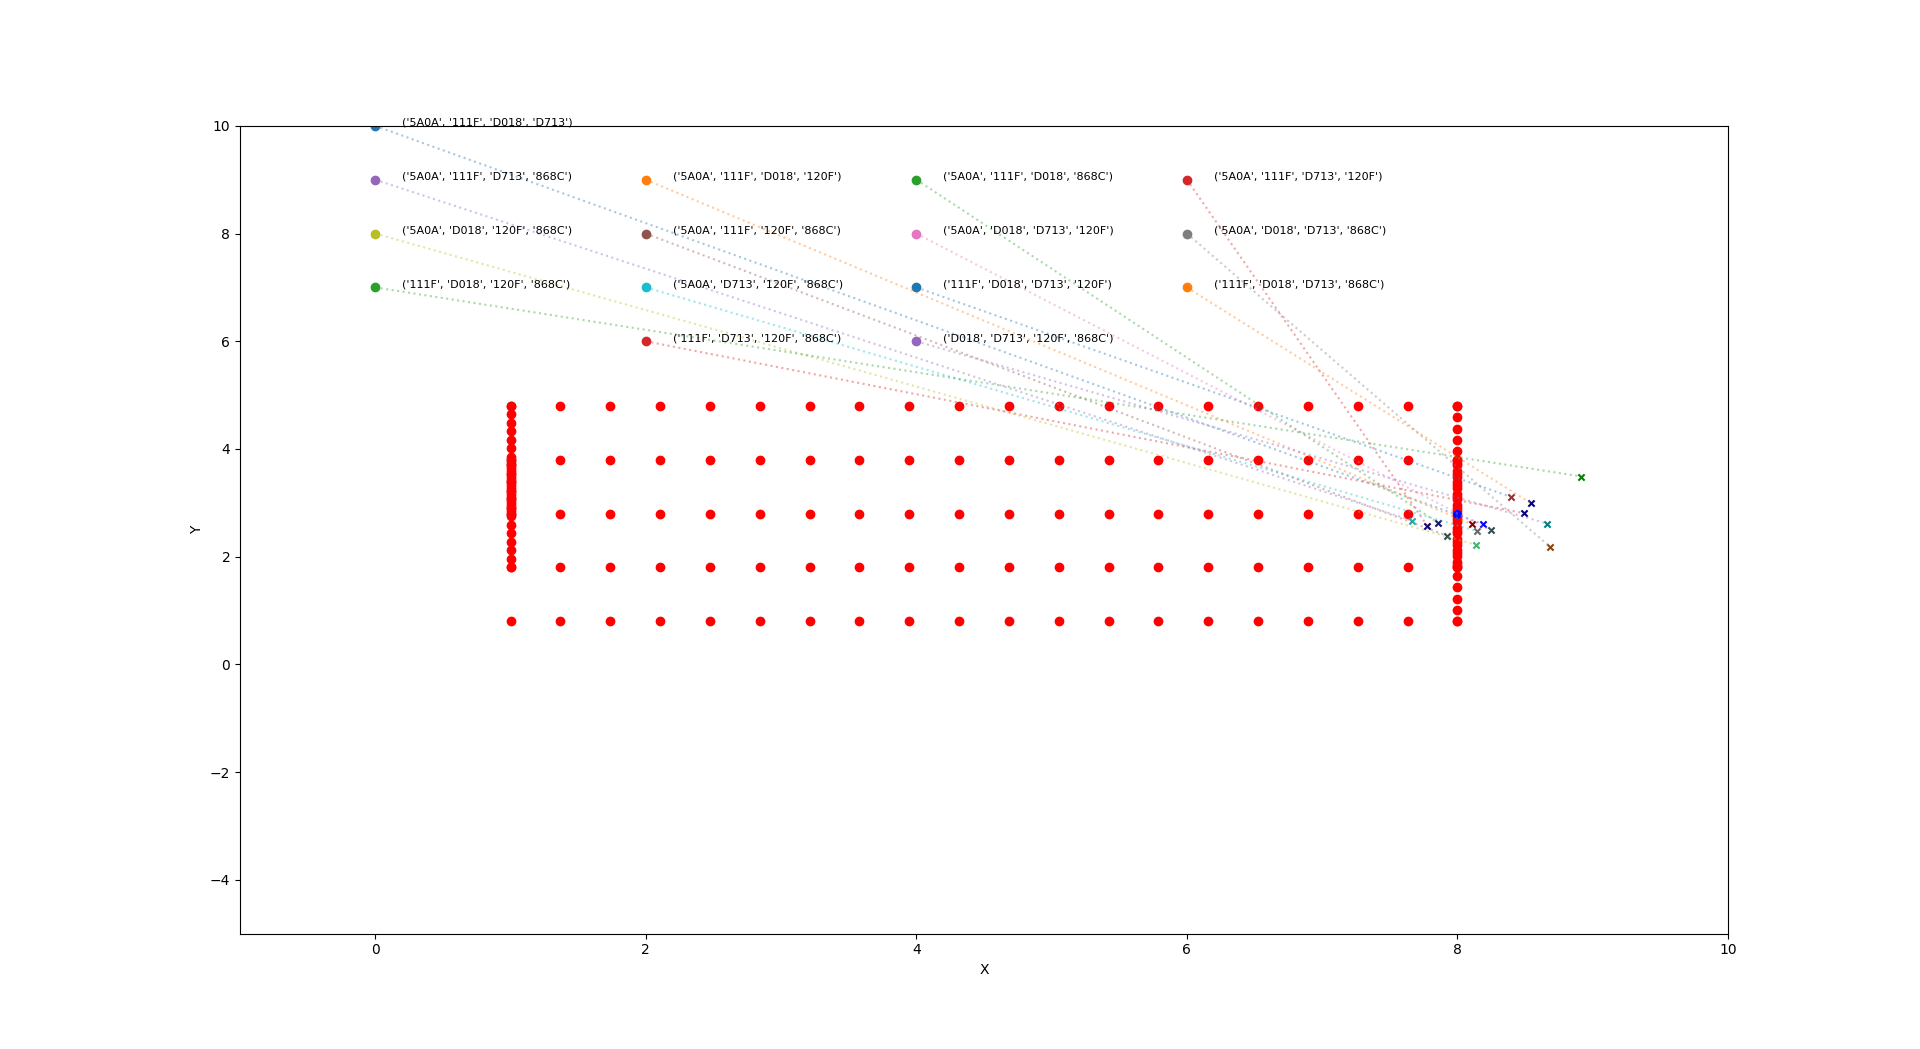 10
('5A0A', '111F', 'D018', 'D713')
('5A0A', '111F', 'D713', '868C') ('5A0A', '111F', 'D018', '120F') ('5A0A', '111F', 'D018', '868C') ('5A0A', '111F', 'D713', '120F')
8
('5A0A', 'D018', '120F', '868C') ('5A0A', '111F', '120F', '868C') ('5A0A', 'D018', 'D713', '120F') ('5A0A', 'D018', 'D713', '868C')
('111F', 'D018', '120F', '868C') ('5A0A', 'D713', '120F', '868C') ('111F', 'D018', 'D713', '120F') ('111F', 'D018', 'D713', '868C')
6
('111F', 'D713', '120F', '868C') ('D018', 'D713', '120F', '868C')
4
Y
2
0
−2
−4
0 2 4 6 8 10
X